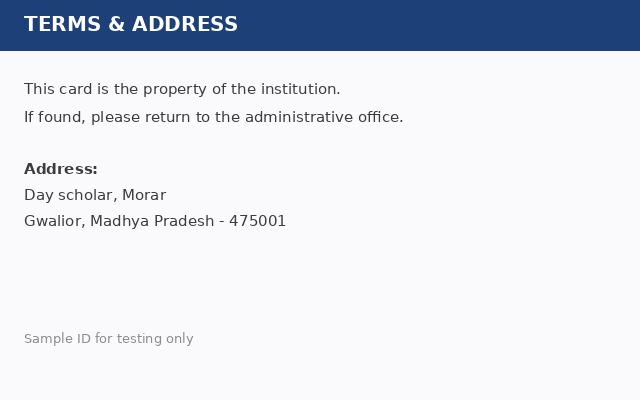 TERMS & ADDRESS
This card is the property of the institution.
If found, please return to the administrative office.
Address:
Day scholar, Morar
Gwalior, Madhya Pradesh - 475001
Sample ID for testing only